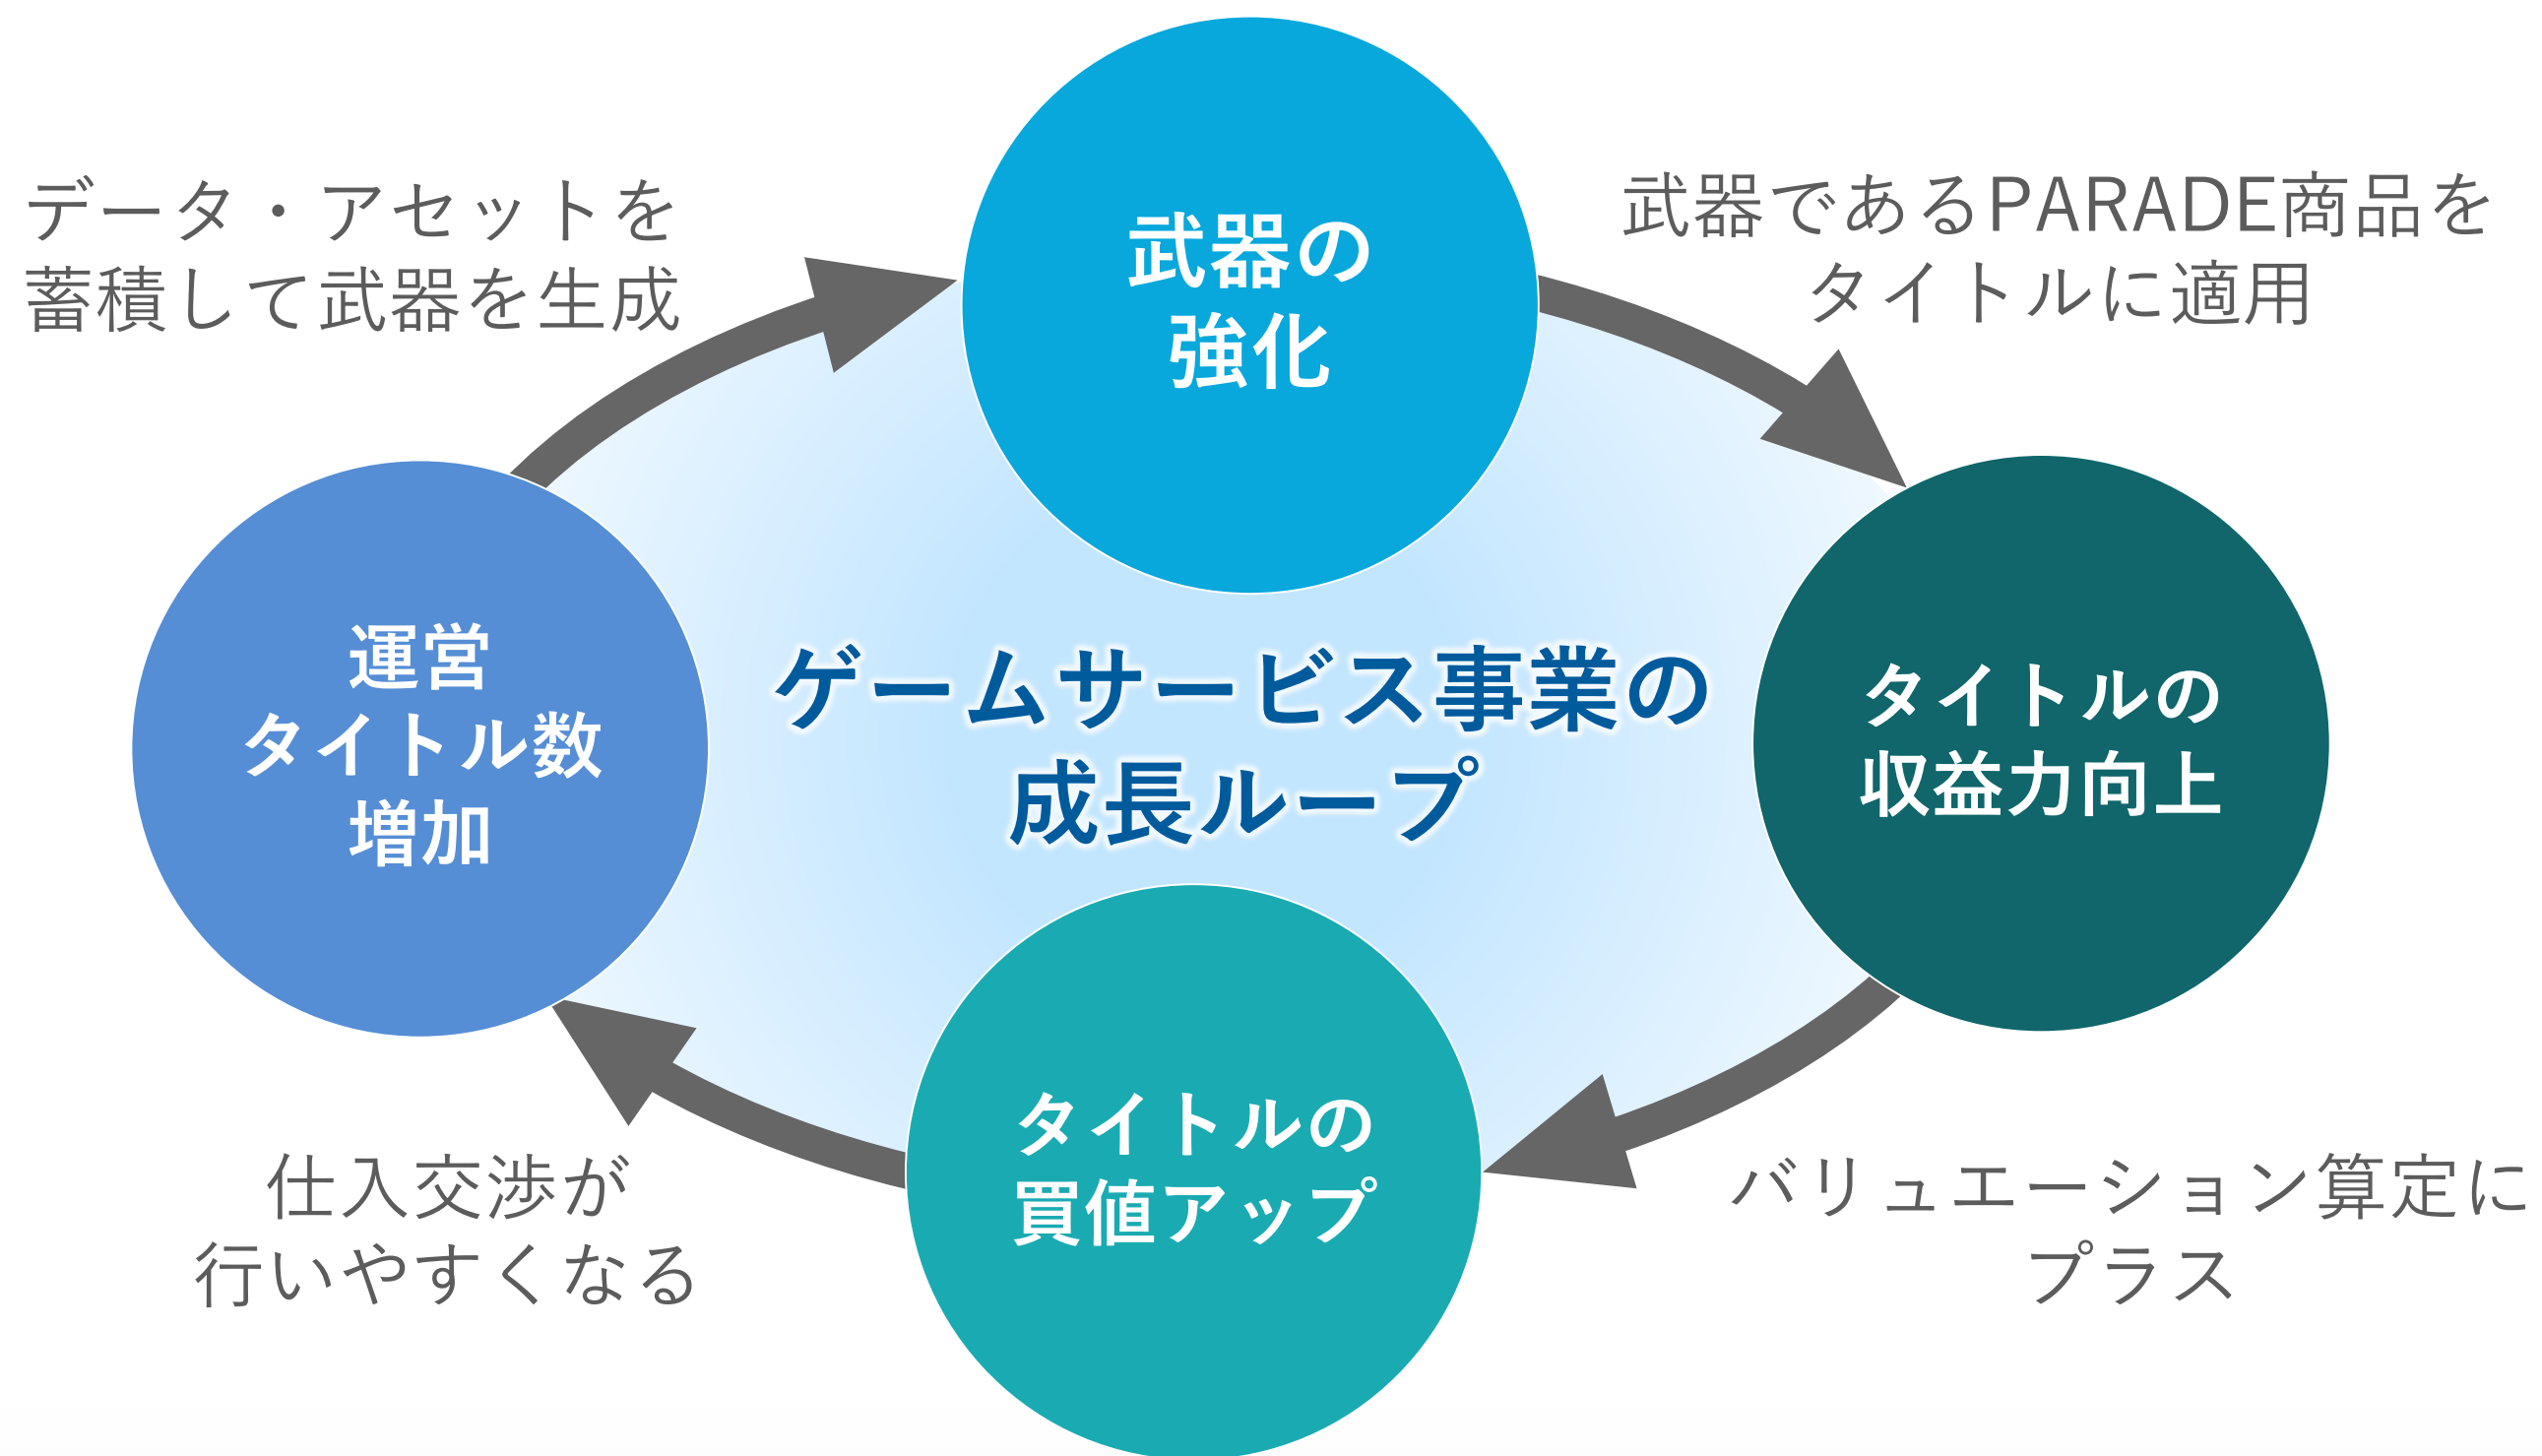 データ・アセットを
蓄積して武器を生成
武器の
強化
武器であるPARADE商品を
タイトルに適用
運営
タイトル数
増加
ゲームサービス事業の
成長ループ
タイトルの
収益力向上
タイトルの
買値アップ
仕入交渉が
行いやすくなる
バリュエーション算定に
プラス